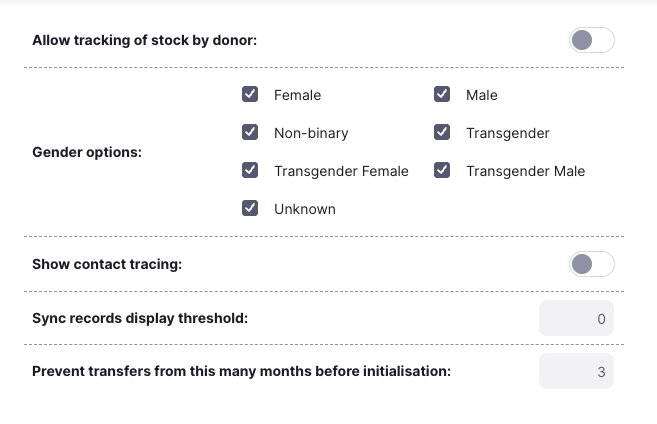 Allow tracking of stock by donor:
Gender options:
Female
Male
Non-binary
Transgender
Transgender Female
Transgender Male
Unknown
Show contact tracing:
Sync records display threshold:
0
Prevent transfers from this many months before initialisation:
3